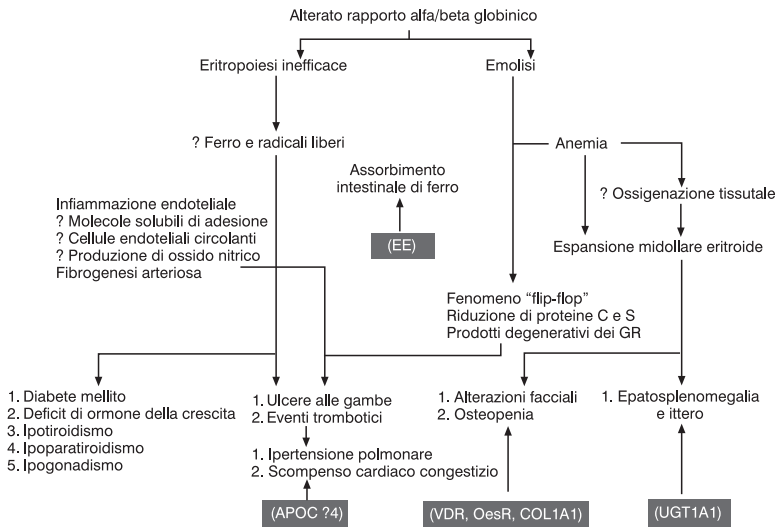 Alterato rapporto alfa/beta globinico
Eritropoiesi inefficace
Emolisi
? Ferro e radicali liberi
Anemia
Assorbimento
intestinale di ferro
? Ossigenazione tissutale
Infiammazione endoteliale
? Molecole solubili di adesione
? Cellule endoteliali circolanti
? Produzione di ossido nitrico
Fibrogenesi arteriosa
(EE)
Espansione midollare eritroide
Fenomeno “flip-flop”
Riduzione di proteine C e S
Prodotti degenerativi dei GR
1. Diabete mellito
2. Deficit di ormone della crescita
3. Ipotiroidismo
4. Ipoparatiroidismo
5. Ipogonadismo
1. Ulcere alle gambe
2. Eventi trombotici
1. Ipertensione polmonare
2. Scompenso cardiaco congestizio
1. Alterazioni facciali
2. Osteopenia
1. Epatosplenomegalia
e ittero
(APOC ?4)
(VDR, OesR, COL1A1)
(UGT1A1)